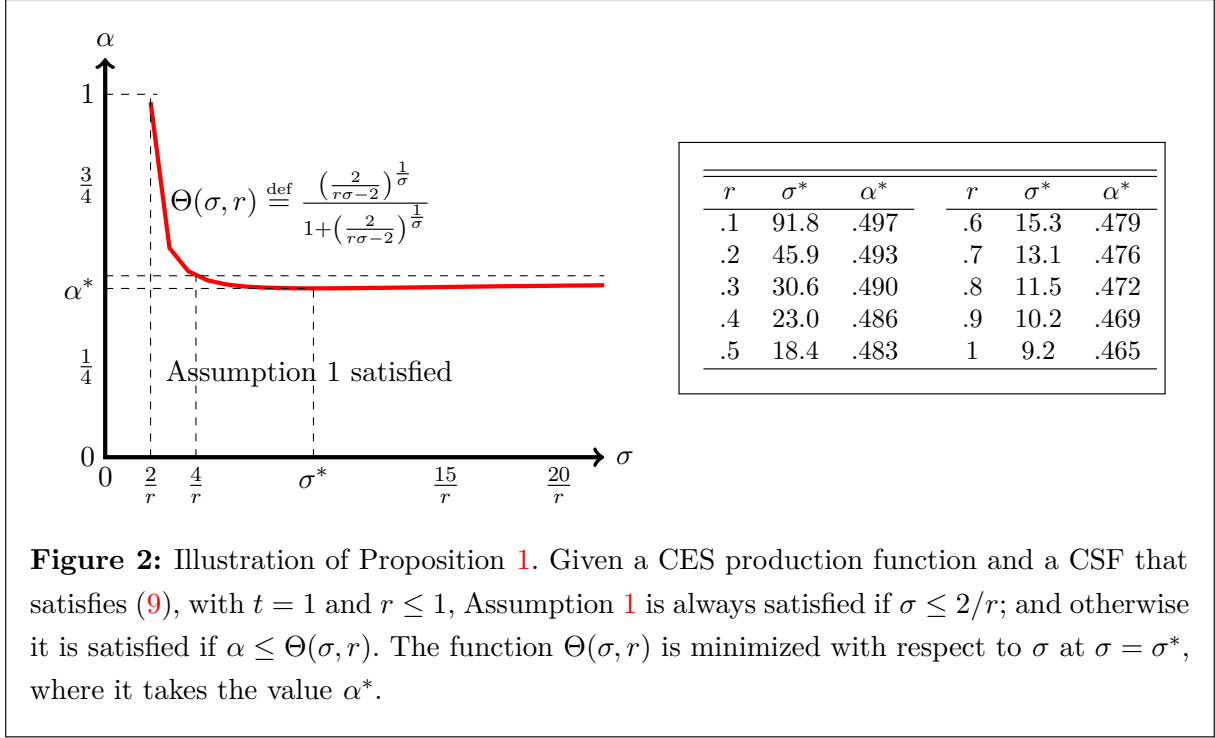 α
1
3/4
Θ(σ, r) ≝ (2/(rσ−2))^(1/σ) / (1+(2/(rσ−2))^(1/σ))
α*
1/4
Assumption 1 satisfied
0
0 2/r 4/r σ* 15/r 20/r σ
r σ* α* r σ* α*
.1 91.8 .497 .6 15.3 .479
.2 45.9 .493 .7 13.1 .476
.3 30.6 .490 .8 11.5 .472
.4 23.0 .486 .9 10.2 .469
.5 18.4 .483 1 9.2 .465
Figure 2: Illustration of Proposition 1. Given a CES production function and a CSF that
satisfies (9), with t = 1 and r ≤ 1, Assumption 1 is always satisfied if σ ≤ 2/r; and otherwise
it is satisfied if α ≤ Θ(σ, r). The function Θ(σ, r) is minimized with respect to σ at σ = σ*,
where it takes the value α*.